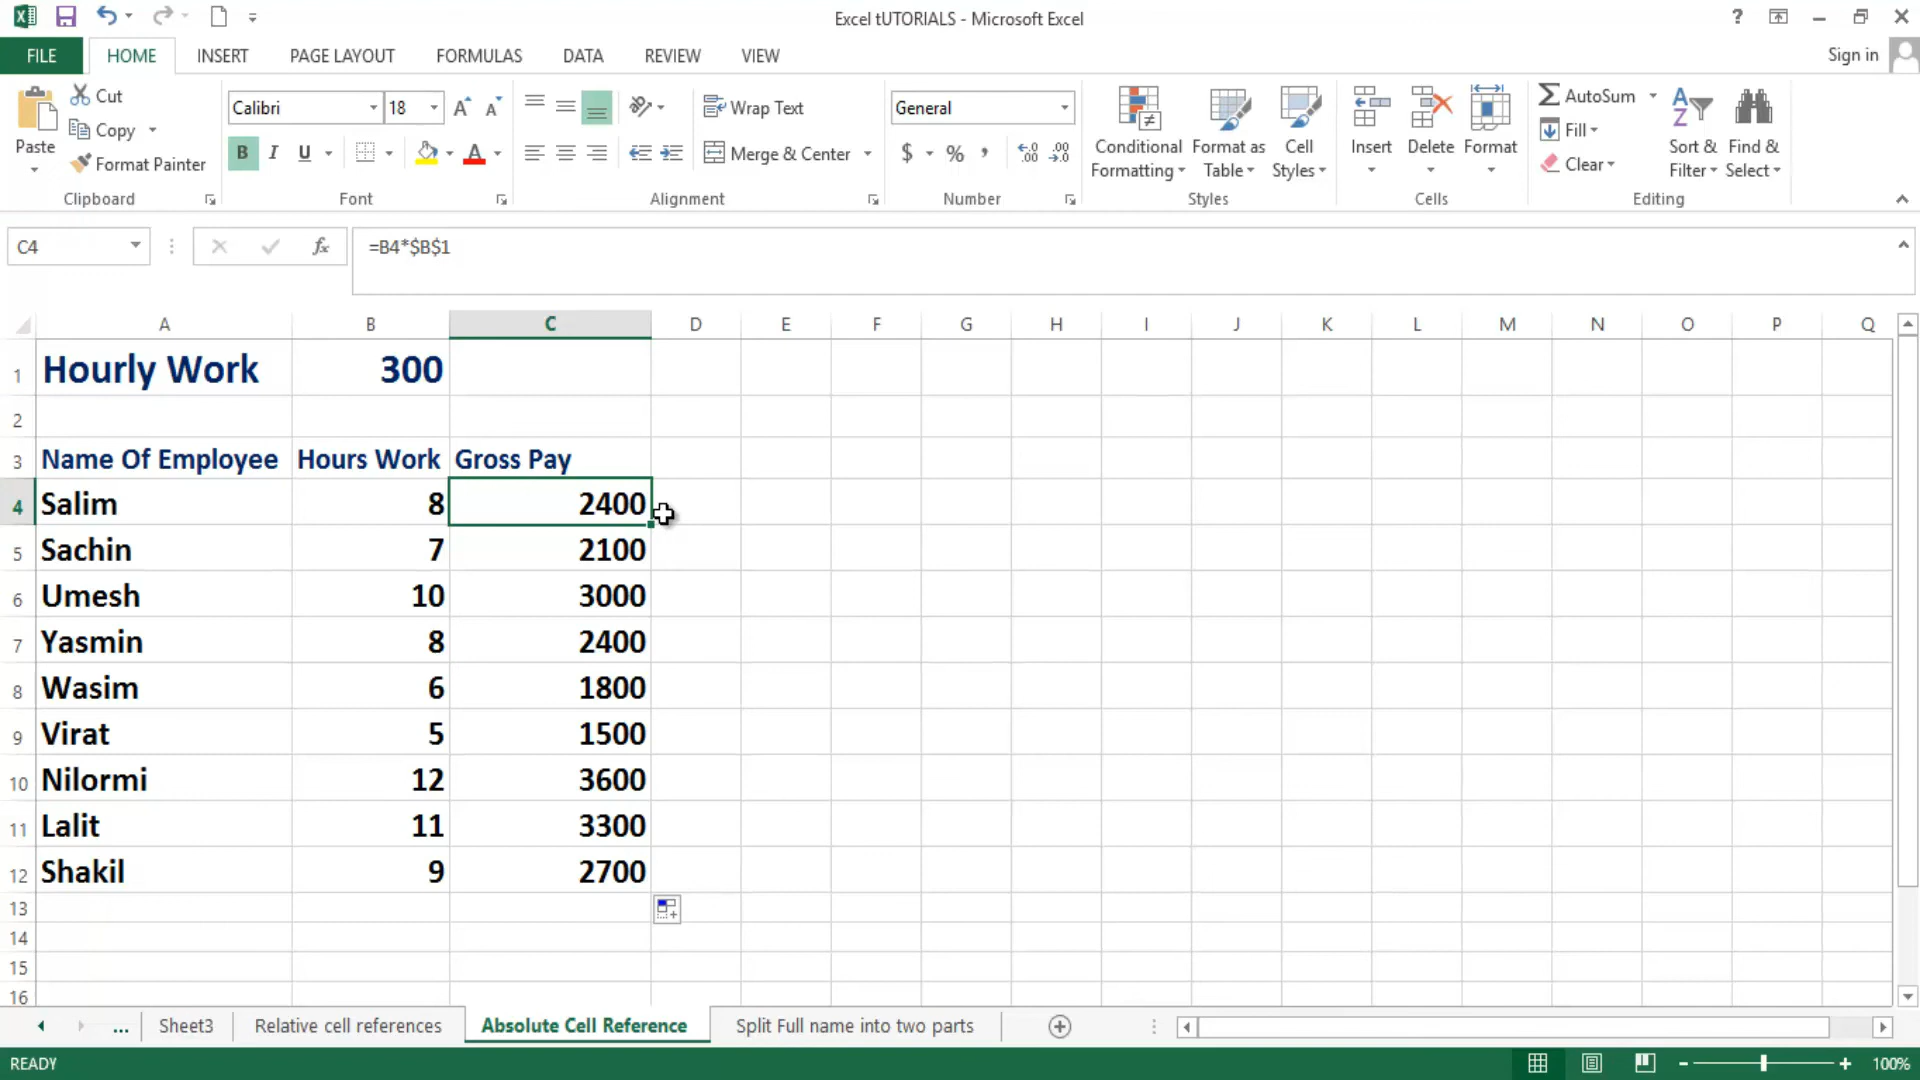 Excel tUTORIALS - Microsoft Excel
?
FILE HOME INSERT PAGE LAYOUT FORMULAS DATA REVIEW VIEW Sign in
Paste
Cut
Copy
Format Painter
Clipboard
Calibri 18
B I U
Font
Wrap Text
Merge & Center
Alignment
General
$ % ,
Number
Conditional Formatting
Format as Table
Cell Styles
Styles
Insert Delete Format
Cells
AutoSum
Fill
Clear
Sort & Filter
Find & Select
Editing
C4 fx =B4*$B$1
A B C D E F G H I J K L M N O P Q
1 Hourly Work 300
2
3 Name Of Employee Hours Work Gross Pay
4 Salim 8 2400
5 Sachin 7 2100
6 Umesh 10 3000
7 Yasmin 8 2400
8 Wasim 6 1800
9 Virat 5 1500
10 Nilormi 12 3600
11 Lalit 11 3300
12 Shakil 9 2700
13
14
15
16
... Sheet3 Relative cell references Absolute Cell Reference Split Full name into two parts
READY 100%